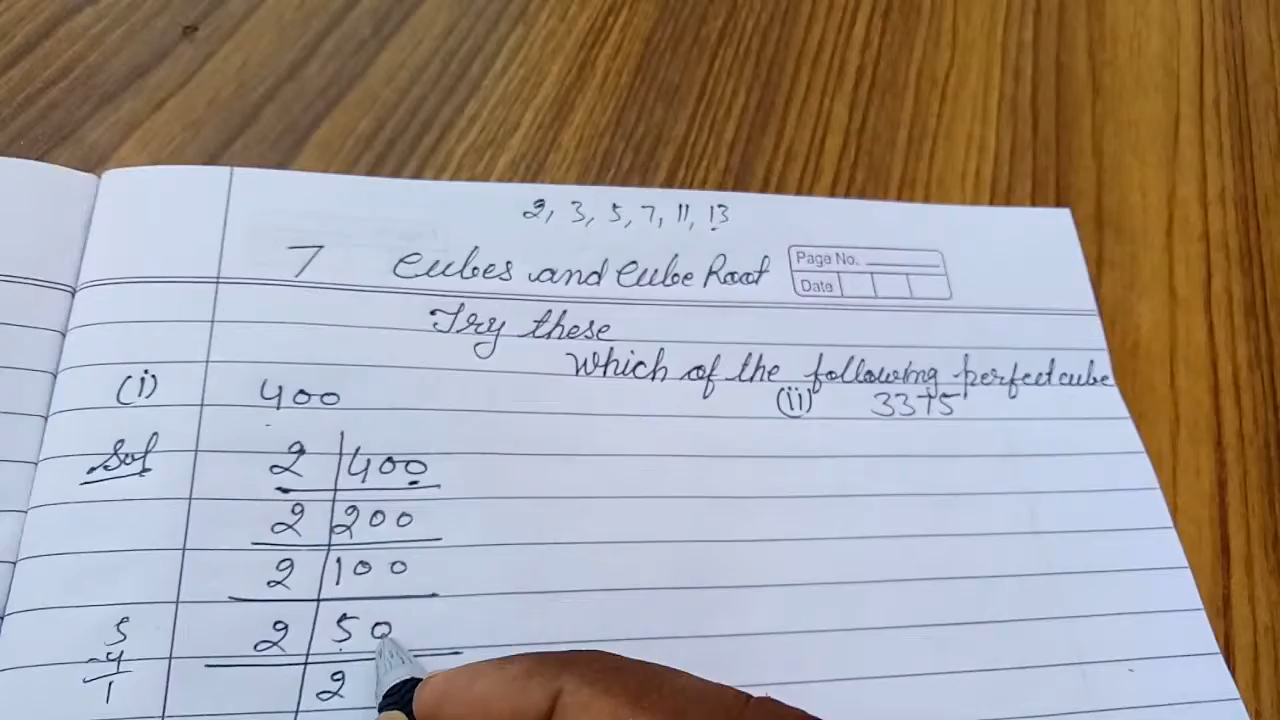 2, 3, 5, 7, 11, 13
7 Cubes and Cube Root
Page No.
Date
Try these
Which of the following perfect cube
(i) 400 (ii) 3375
Sol 2 400
2 200
2 100
5 2 50
-4
1 2